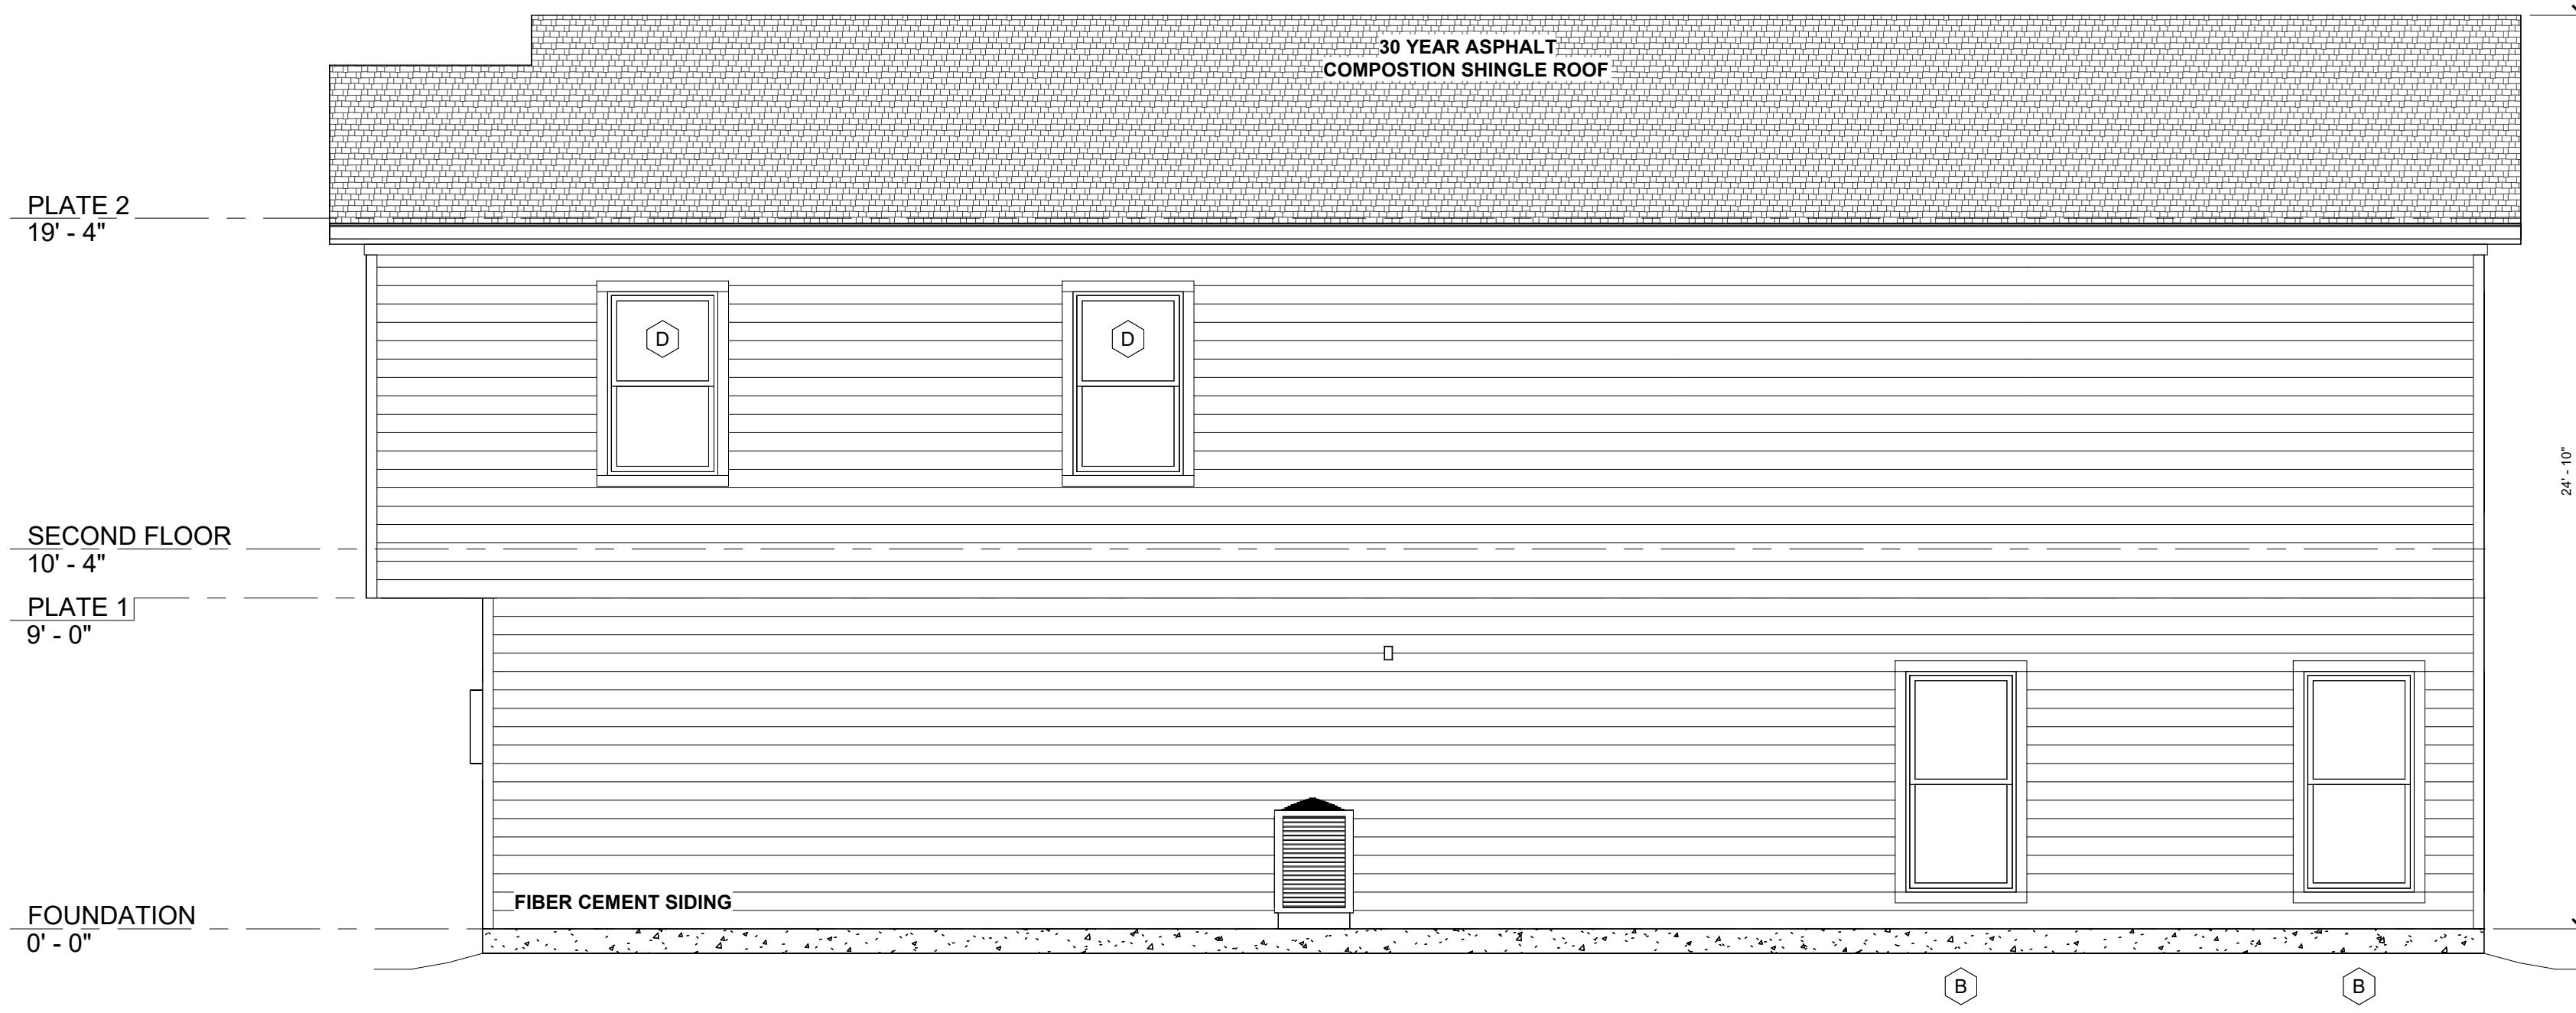 30 YEAR ASPHALT
COMPOSTION SHINGLE ROOF
PLATE 2
19' - 4"
D
D
24' - 10"
SECOND FLOOR
10' - 4"
PLATE 1
9' - 0"
FIBER CEMENT SIDING
FOUNDATION
0' - 0"
B
B